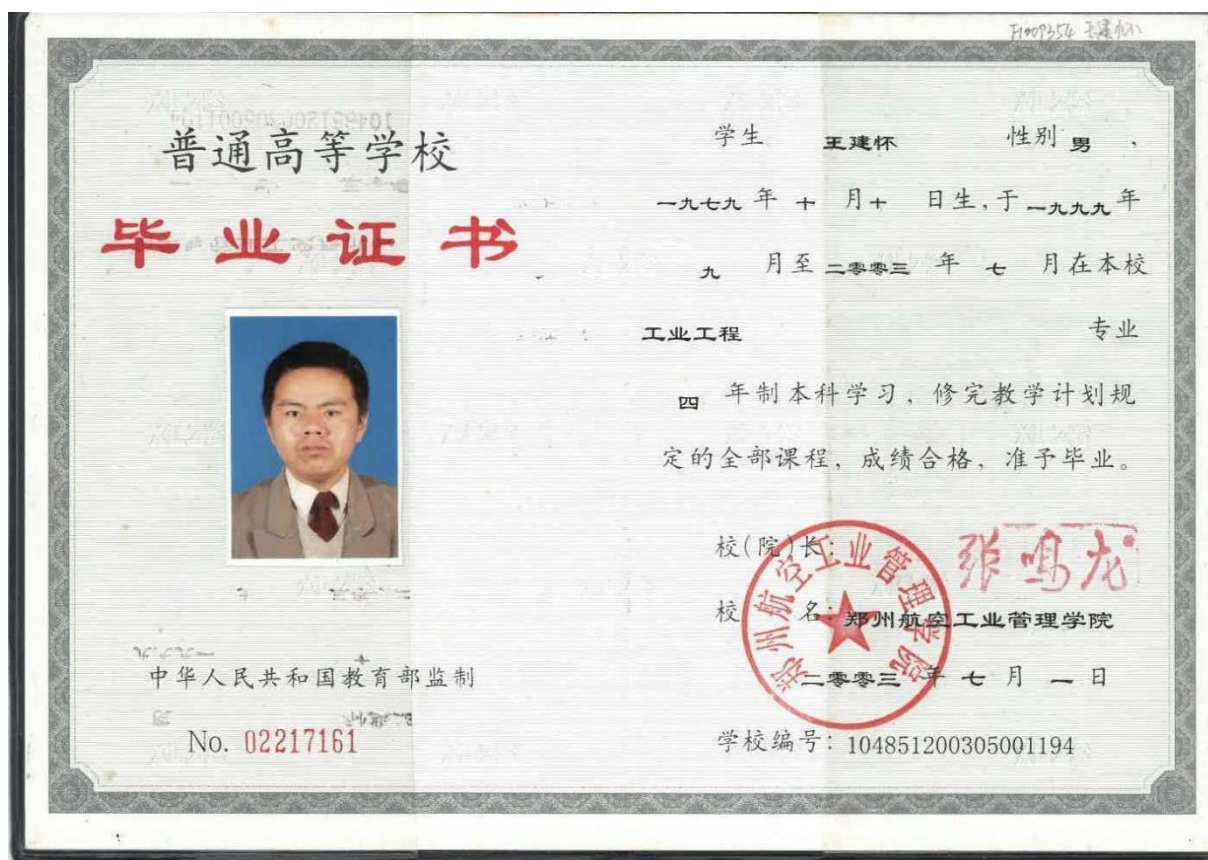 F1009354 王建怀
普通高等学校
毕业证书
中华人民共和国教育部监制
No. 02217161
学生 王建怀 性别 男 ,
一九七九 年 十 月 十 日生,于 一九九九 年
九 月至 二零零三 年 七 月在本校
工业工程 专业
四 年制本科学习,修完教学计划规
定的全部课程,成绩合格,准予毕业。
校(院)长: 张鸣龙
校 名: 郑州航空工业管理学院
郑州航空工业管理学院
二零零三 年 七 月 一 日
学校编号: 104851200305001194